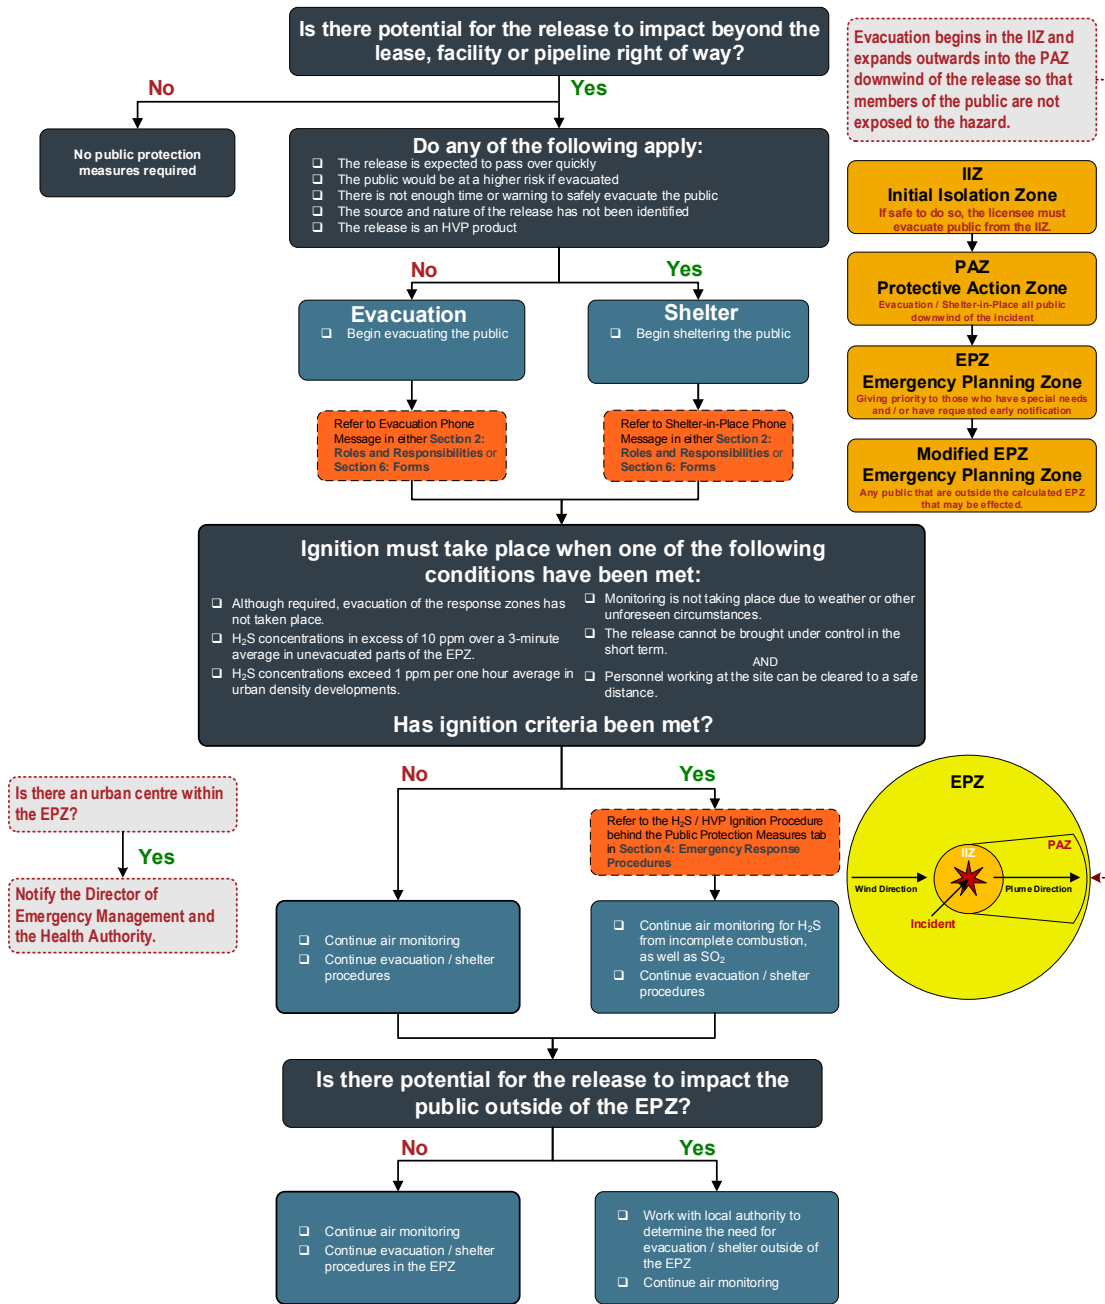 Is there potential for the release to impact beyond the
lease, facility or pipeline right of way?
No
Yes
No public protection
measures required
Do any of the following apply:
❑ The release is expected to pass over quickly
❑ The public would be at a higher risk if evacuated
❑ There is not enough time or warning to safely evacuate the public
❑ The source and nature of the release has not been identified
❑ The release is an HVP product
No
Yes
Evacuation
❑ Begin evacuating the public
Shelter
❑ Begin sheltering the public
Refer to Evacuation Phone
Message in either Section 2:
Roles and Responsibilities or
Section 6: Forms
Refer to Shelter-in-Place Phone
Message in either Section 2:
Roles and Responsibilities or
Section 6: Forms
Evacuation begins in the IIZ and
expands outwards into the PAZ
downwind of the release so that
members of the public are not
exposed to the hazard.
IIZ
Initial Isolation Zone
If safe to do so, the licensee must
evacuate public from the IIZ.
PAZ
Protective Action Zone
Evacuation / Shelter-in-Place all public
downwind of the incident
EPZ
Emergency Planning Zone
Giving priority to those who have special needs
and / or have requested early notification
Modified EPZ
Emergency Planning Zone
Any public that are outside the calculated EPZ
that may be effected.
Ignition must take place when one of the following
conditions have been met:
❑ Although required, evacuation of the response zones has
not taken place.
❑ H₂S concentrations in excess of 10 ppm over a 3-minute
average in unevacuated parts of the EPZ.
❑ H₂S concentrations exceed 1 ppm per one hour average in
urban density developments.
❑ Monitoring is not taking place due to weather or other
unforeseen circumstances.
❑ The release cannot be brought under control in the
short term.
AND
❑ Personnel working at the site can be cleared to a safe
distance.
Has ignition criteria been met?
No
Yes
Is there an urban centre within
the EPZ?
Yes
Notify the Director of
Emergency Management and
the Health Authority.
Refer to the H₂S / HVP Ignition Procedure
behind the Public Protection Measures tab
in Section 4: Emergency Response
Procedures
❑ Continue air monitoring
❑ Continue evacuation / shelter
procedures
❑ Continue air monitoring for H₂S
from incomplete combustion,
as well as SO₂
❑ Continue evacuation / shelter
procedures
EPZ
IIZ
PAZ
Wind Direction
Plume Direction
Incident
Is there potential for the release to impact the
public outside of the EPZ?
No
Yes
❑ Continue air monitoring
❑ Continue evacuation / shelter
procedures in the EPZ
❑ Work with local authority to
determine the need for
evacuation / shelter outside of
the EPZ
❑ Continue air monitoring